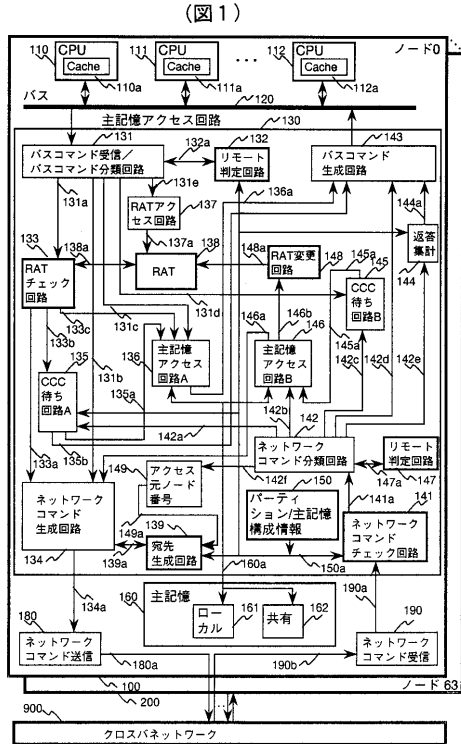 (図1)
ノード0
110 CPU Cache 110a
111 CPU Cache 111a
...
112 CPU Cache 112a
バス
120
主記憶アクセス回路 130
131
バスコマンド受信/バスコマンド分類回路
132a
132
リモート判定回路
143
バスコマンド生成回路
131a
131e
136a
RATアクセス回路
137
137a
144a
返答集計
144
133
RATチェック回路
138a
138
RAT
148a
RAT変更回路
148
145a
145
CCC待ち回路B
133b
133c
131c
131d
136
主記憶アクセス回路A
146a
146b
146
主記憶アクセス回路B
145a
142c
142d
142e
135
CCC待ち回路A
131b
135a
135b
142a
142b
142
ネットワークコマンド分類回路
133a
149
アクセス元ノード番号
142f
147a
リモート判定回路
147
ネットワークコマンド生成回路
134
149a
139
139a
宛先生成回路
150
パーティション/主記憶構成情報
150a
141a
141
ネットワークコマンドチェック回路
160a
134a
160
主記憶
ローカル
161
共有
162
190a
180
ネットワークコマンド送信
180a
190
ネットワークコマンド受信
190b
100
200
ノード 63
900
クロスバネットワーク